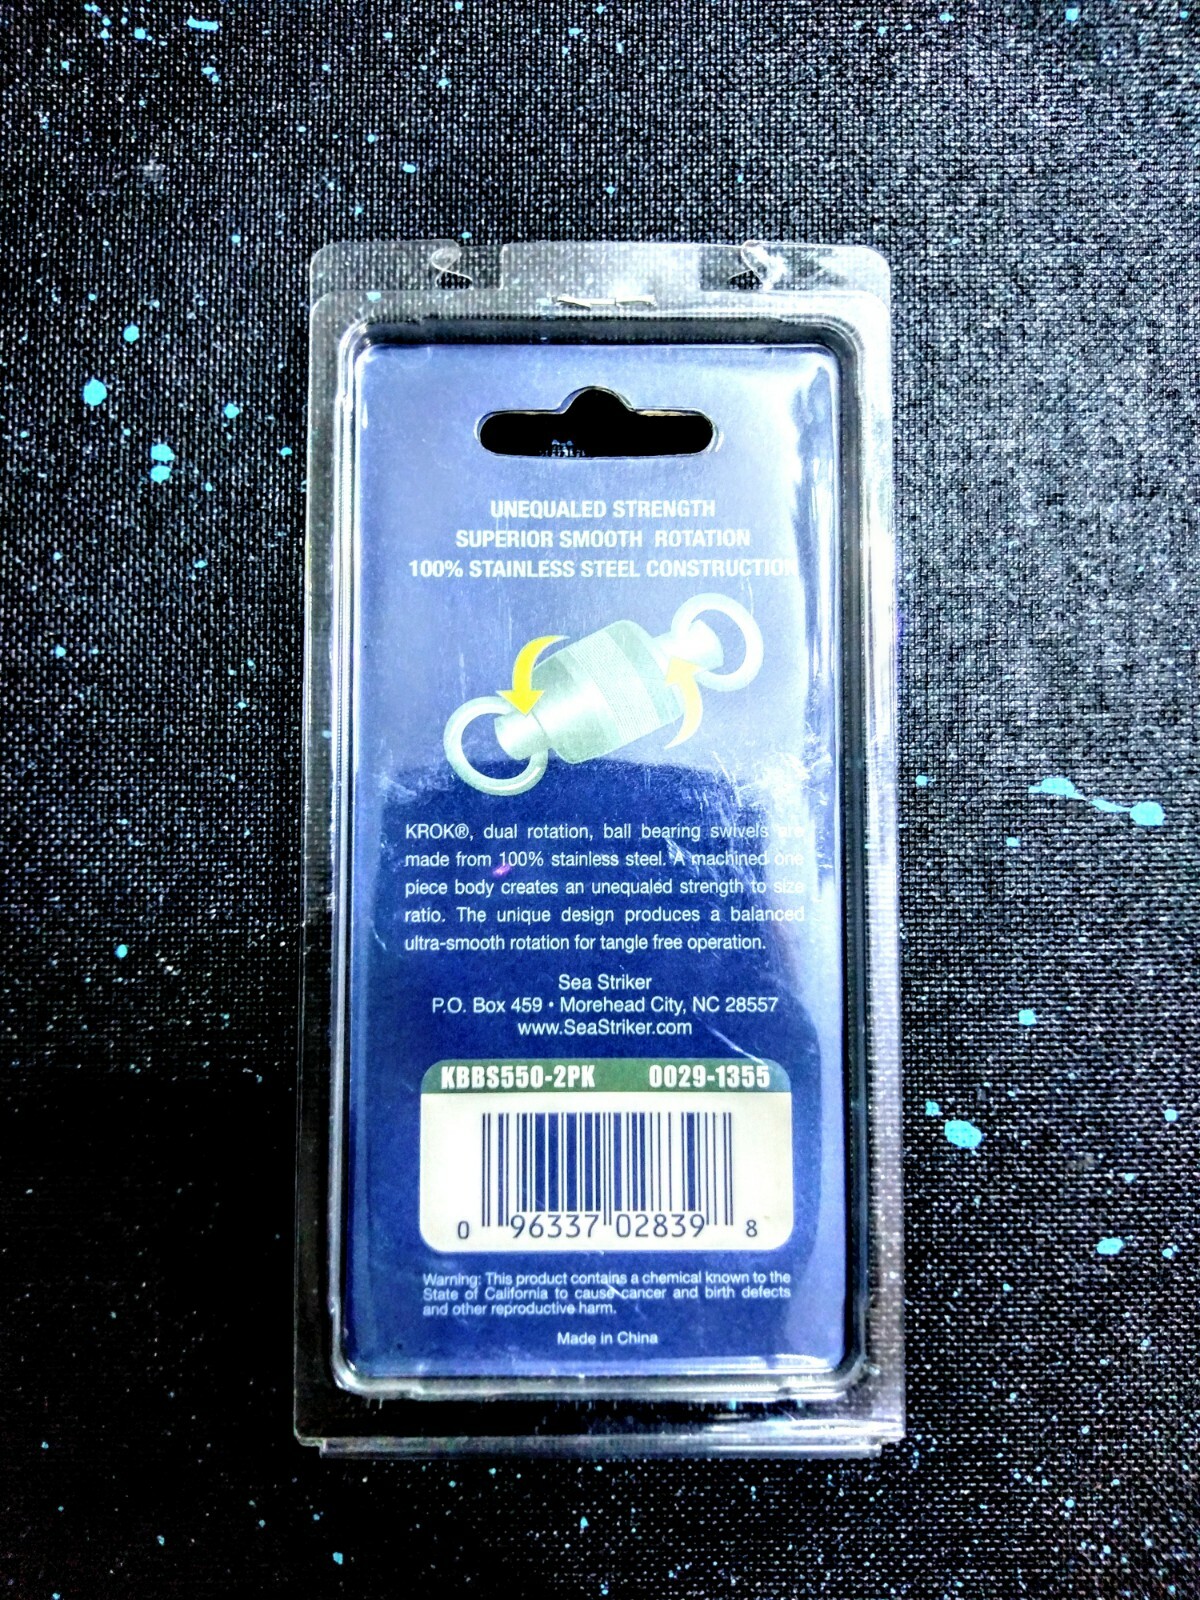 UNEQUALED STRENGTH
SUPERIOR SMOOTH ROTATION
100% STAINLESS STEEL CONSTRUCTION
KROK®, dual rotation, ball bearing swivels are
made from 100% stainless steel. A machined one
piece body creates an unequaled strength to size
ratio. The unique design produces a balanced
ultra-smooth rotation for tangle free operation.
Sea Striker
P.O. Box 459 • Morehead City, NC 28557
www.SeaStriker.com
KBBS550-2PK 0029-1355
0 96337 02839 8
Warning: This product contains a chemical known to the
State of California to cause cancer and birth defects
and other reproductive harm.
Made in China